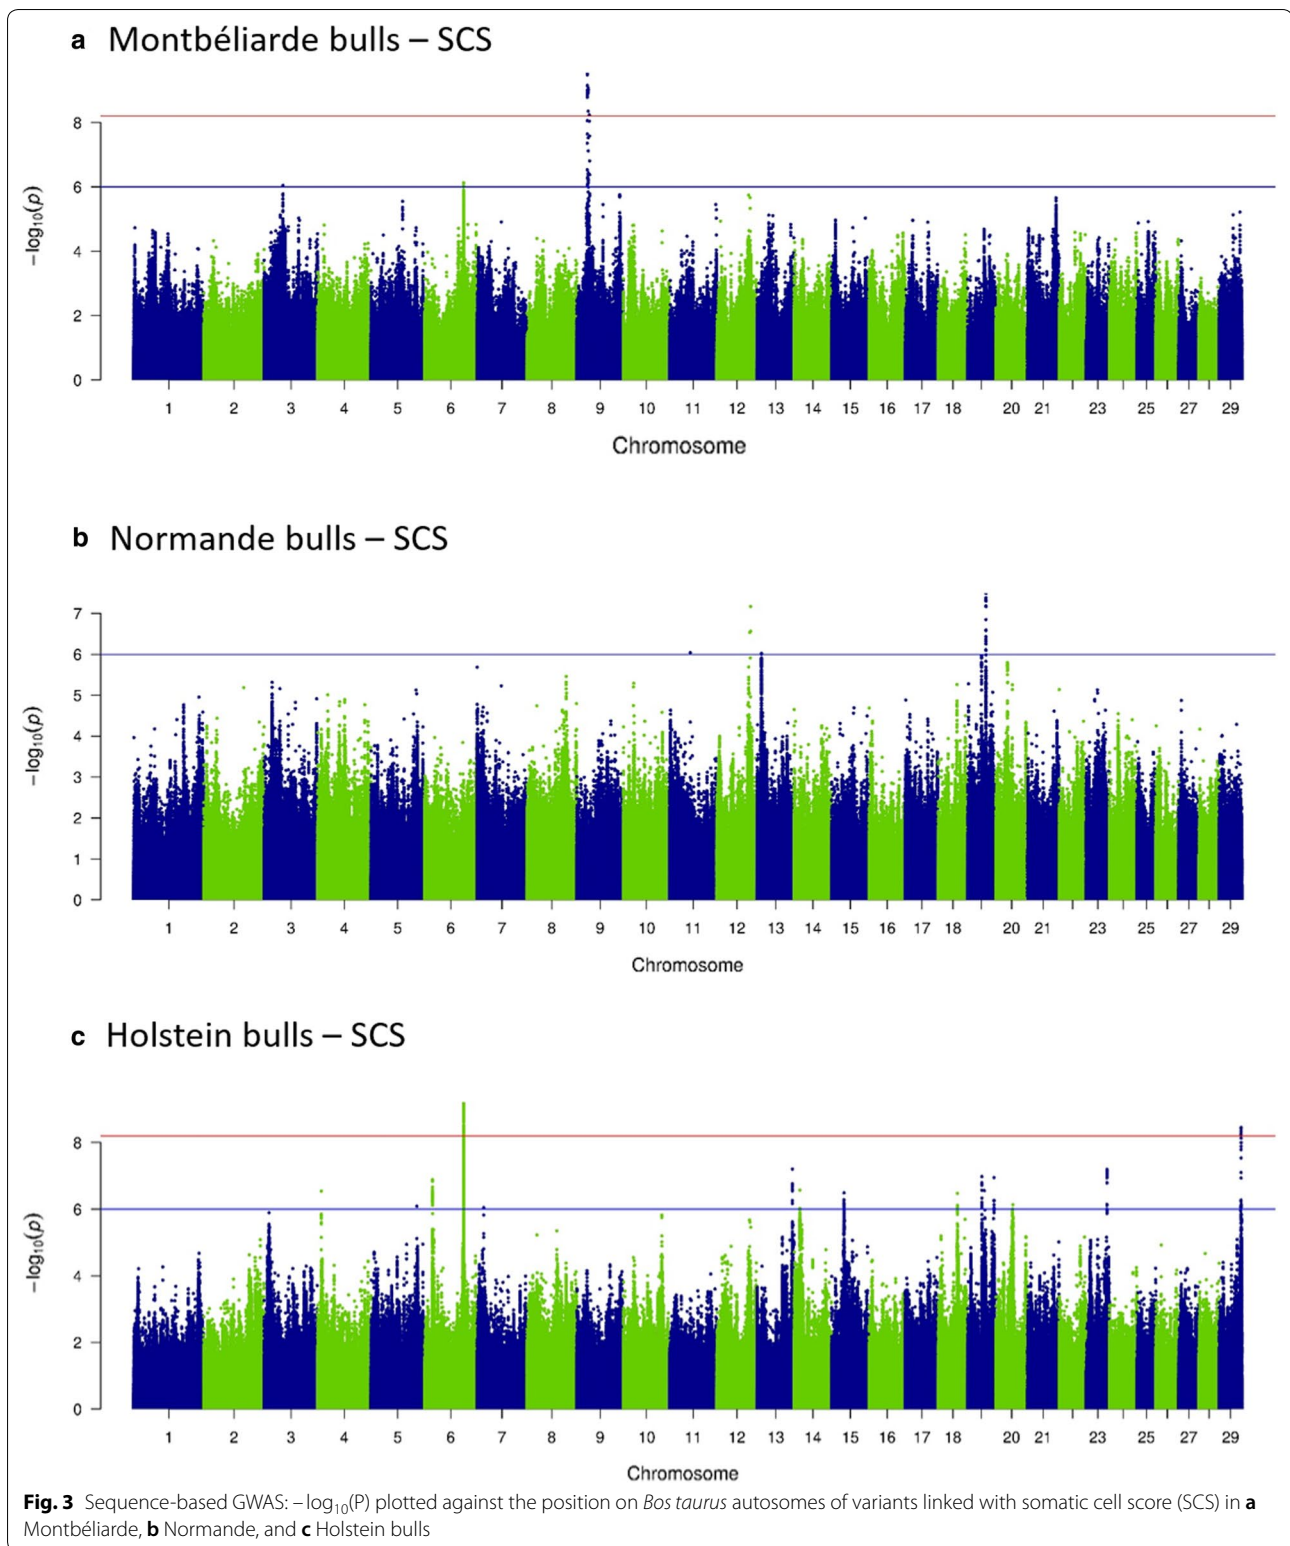 a Montbéliarde bulls – SCS
8
6
4
2
0
−log10(p)
1 2 3 4 5 6 7 8 9 10 11 12 13 14 15 16 17 18 20 21 23 25 27 29
Chromosome
b Normande bulls – SCS
7
6
5
4
3
2
1
0
−log10(p)
1 2 3 4 5 6 7 8 9 10 11 12 13 14 15 16 17 18 20 21 23 25 27 29
Chromosome
c Holstein bulls – SCS
8
6
4
2
0
−log10(p)
1 2 3 4 5 6 7 8 9 10 11 12 13 14 15 16 17 18 20 21 23 25 27 29
Chromosome
Fig. 3 Sequence-based GWAS: – log10(P) plotted against the position on Bos taurus autosomes of variants linked with somatic cell score (SCS) in a
Montbéliarde, b Normande, and c Holstein bulls